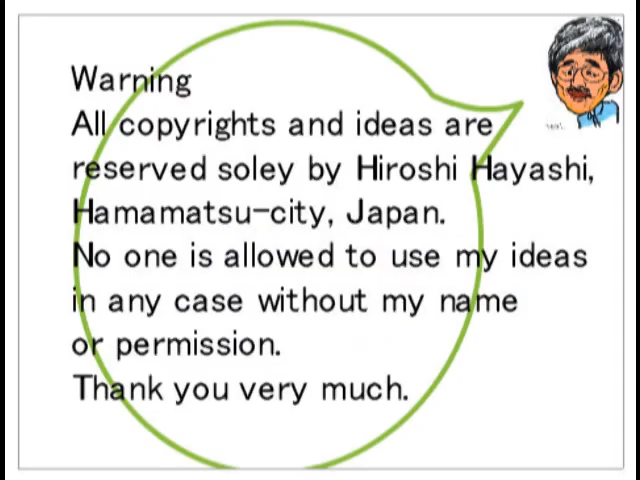 Warning
All copyrights and ideas are
reserved soley by Hiroshi Hayashi,
Hamamatsu-city, Japan.
No one is allowed to use my ideas
in any case without my name
or permission.
Thank you very much.